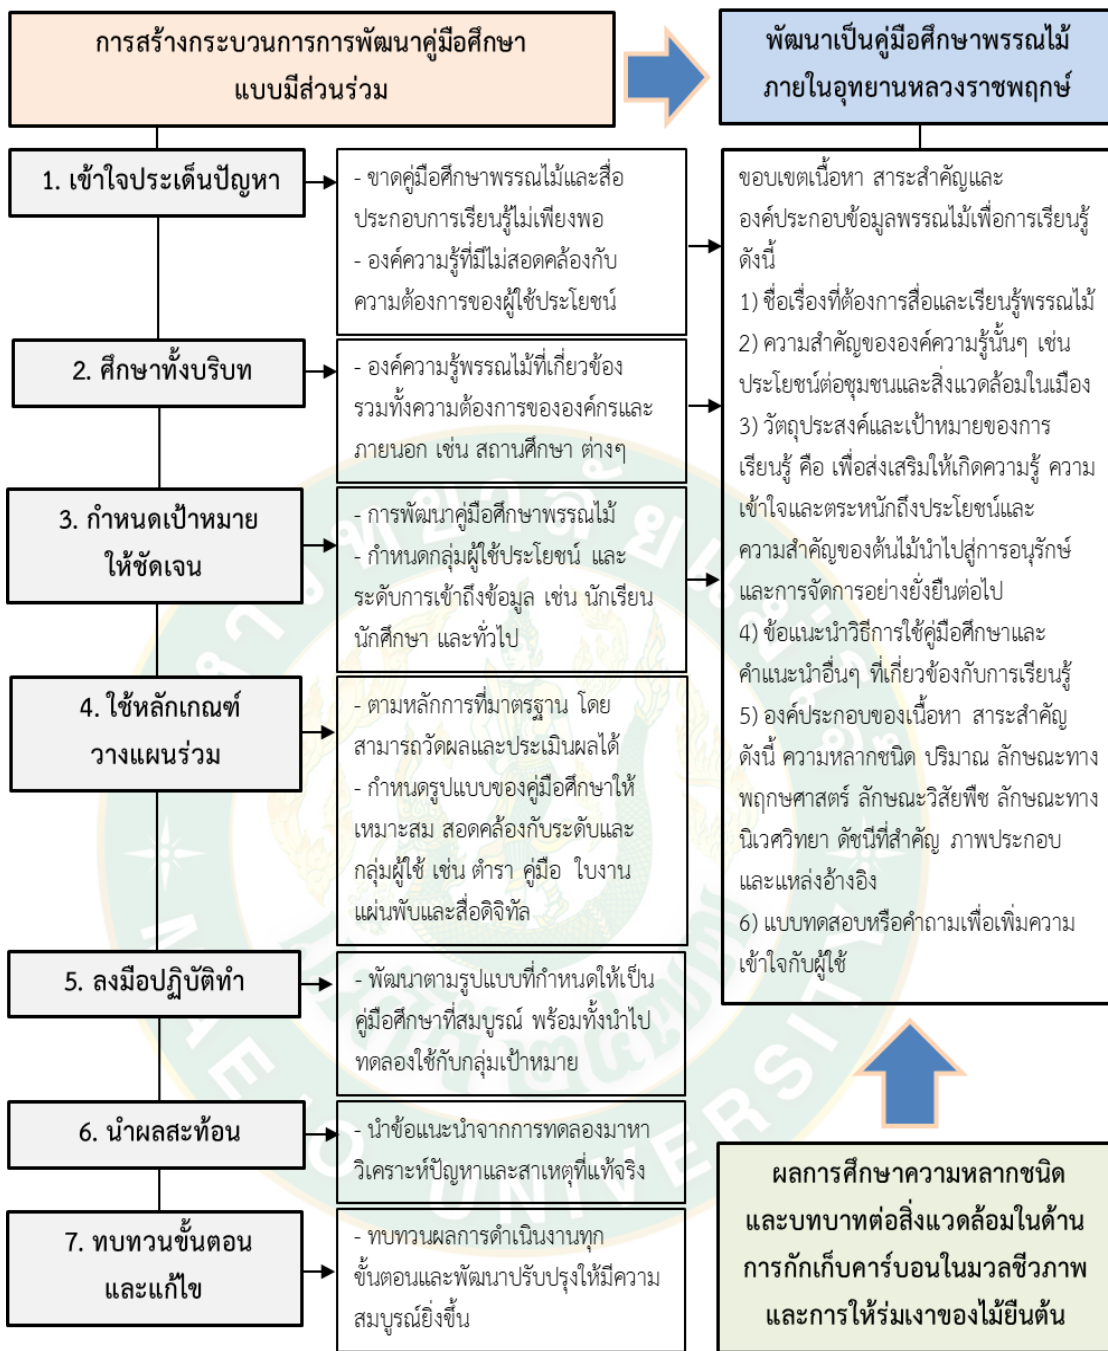 การสร้างกระบวนการการพัฒนาคู่มือศึกษา
แบบมีส่วนร่วม
พัฒนาเป็นคู่มือศึกษาพรรณไม้
ภายในอุทยานหลวงราชพฤกษ์
1. เข้าใจประเด็นปัญหา
- ขาดคู่มือศึกษาพรรณไม้และสื่อ
ประกอบการเรียนรู้ไม่เพียงพอ
- องค์ความรู้ที่มีไม่สอดคล้องกับ
ความต้องการของผู้ใช้ประโยชน์
2. ศึกษาทั้งบริบท
- องค์ความรู้พรรณไม้ที่เกี่ยวข้อง
รวมทั้งความต้องการขององค์กรและ
ภายนอก เช่น สถานศึกษา ต่างๆ
3. กำหนดเป้าหมาย
ให้ชัดเจน
- การพัฒนาคู่มือศึกษาพรรณไม้
- กำหนดกลุ่มผู้ใช้ประโยชน์ และ
ระดับการเข้าถึงข้อมูล เช่น นักเรียน
นักศึกษา และทั่วไป
4. ใช้หลักเกณฑ์
วางแผนร่วม
- ตามหลักการที่มาตรฐาน โดย
สามารถวัดผลและประเมินผลได้
- กำหนดรูปแบบของคู่มือศึกษาให้
เหมาะสม สอดคล้องกับระดับและ
กลุ่มผู้ใช้ เช่น ตำรา คู่มือ ใบงาน
แผ่นพับและสื่อดิจิทัล
5. ลงมือปฏิบัติทำ
- พัฒนาตามรูปแบบที่กำหนดให้เป็น
คู่มือศึกษาที่สมบูรณ์ พร้อมทั้งนำไป
ทดลองใช้กับกลุ่มเป้าหมาย
6. นำผลสะท้อน
- นำข้อแนะนำจากการทดลองมาหา
วิเคราะห์ปัญหาและสาเหตุที่แท้จริง
7. ทบทวนขั้นตอน
และแก้ไข
- ทบทวนผลการดำเนินงานทุก
ขั้นตอนและพัฒนาปรับปรุงให้มีความ
สมบูรณ์ยิ่งขึ้น
ขอบเขตเนื้อหา สาระสำคัญและ
องค์ประกอบข้อมูลพรรณไม้เพื่อการเรียนรู้
ดังนี้
1) ชื่อเรื่องที่ต้องการสื่อและเรียนรู้พรรณไม้
2) ความสำคัญขององค์ความรู้นั้นๆ เช่น
ประโยชน์ต่อชุมชนและสิ่งแวดล้อมในเมือง
3) วัตถุประสงค์และเป้าหมายของการ
เรียนรู้ คือ เพื่อส่งเสริมให้เกิดความรู้ ความ
เข้าใจและตระหนักถึงประโยชน์และ
ความสำคัญของต้นไม้นำไปสู่การอนุรักษ์
และการจัดการอย่างยั่งยืนต่อไป
4) ข้อแนะนำวิธีการใช้คู่มือศึกษาและ
คำแนะนำอื่นๆ ที่เกี่ยวข้องกับการเรียนรู้
5) องค์ประกอบของเนื้อหา สาระสำคัญ
ดังนี้ ความหลากชนิด ปริมาณ ลักษณะทาง
พฤกษศาสตร์ ลักษณะวิสัยพืช ลักษณะทาง
นิเวศวิทยา ดัชนีที่สำคัญ ภาพประกอบ
และแหล่งอ้างอิง
6) แบบทดสอบหรือคำถามเพื่อเพิ่มความ
เข้าใจกับผู้ใช้
ผลการศึกษาความหลากชนิด
และบทบาทต่อสิ่งแวดล้อมในด้าน
การกักเก็บคาร์บอนในมวลชีวภาพ
และการให้ร่มเงาของไม้ยืนต้น
MAEJO UNIVERSITY